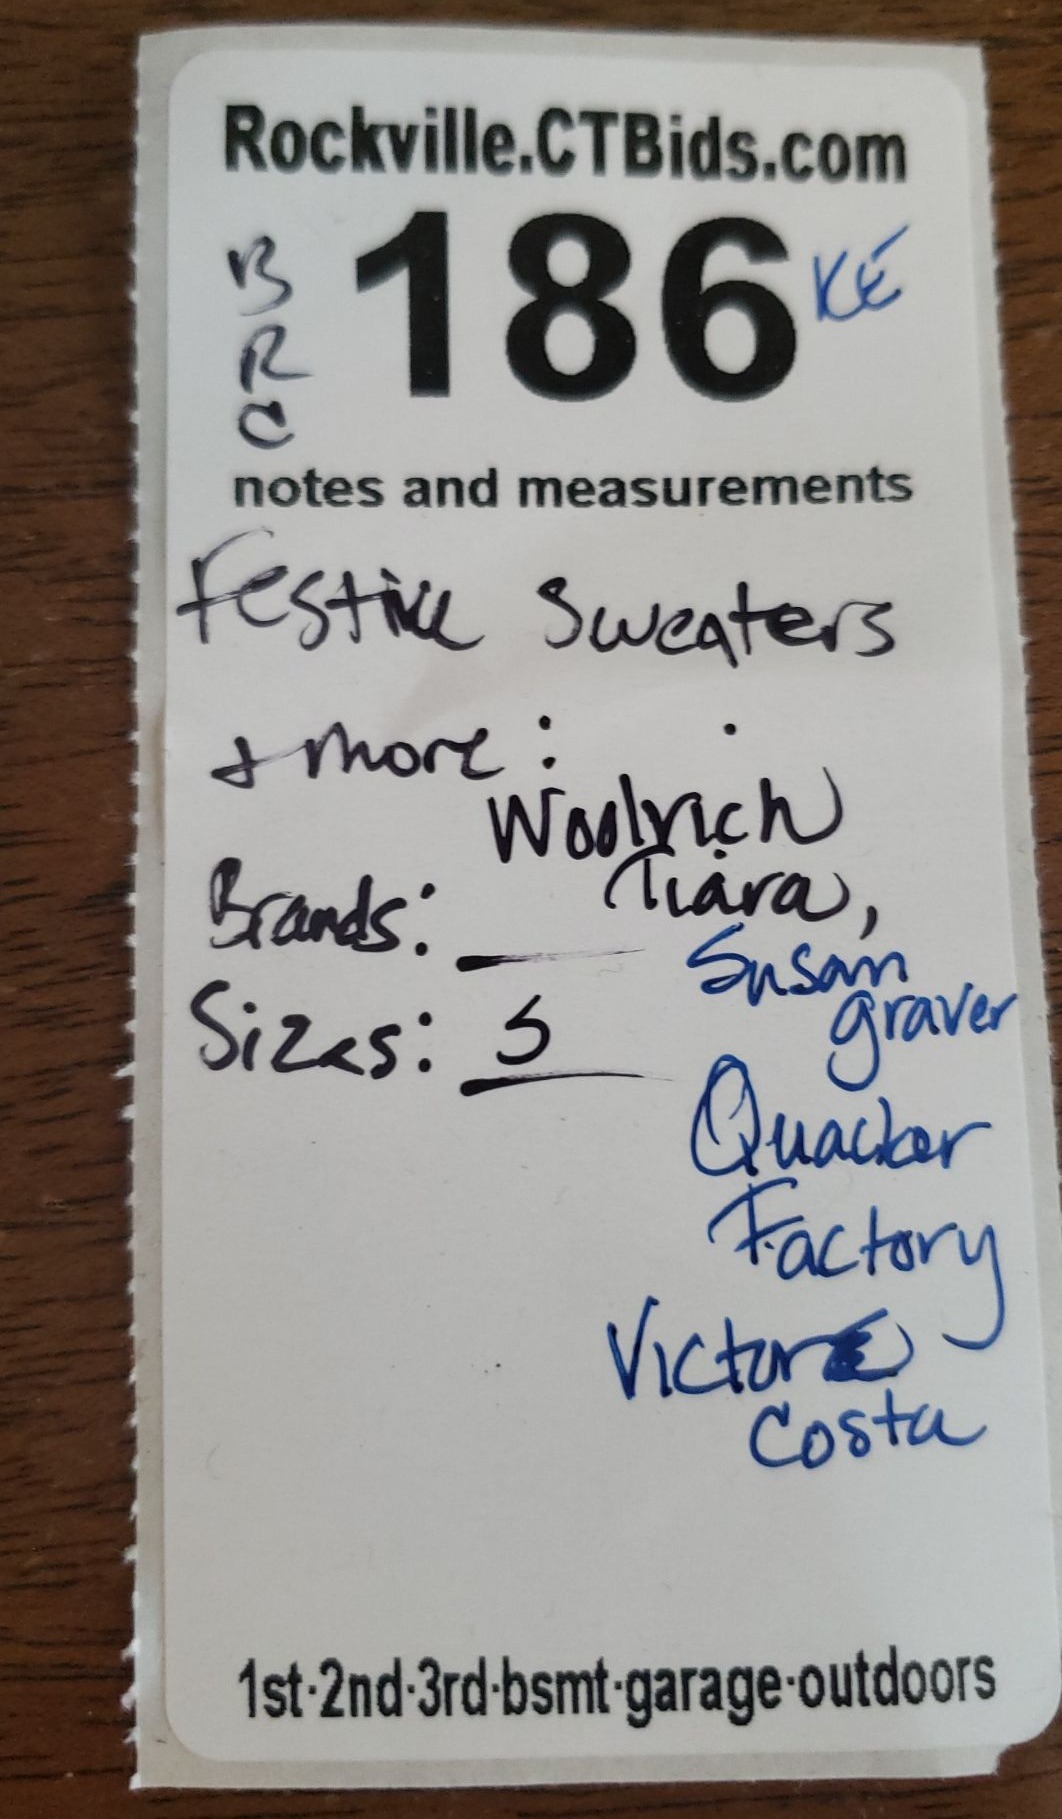 Rockville.CTBids.com
B
R
C
186
KE
notes and measurements
Festive Sweaters
+ more :
Woolrich
Brands: Tiara,
Susan
graver
Sizes: S
Quacker
Factory
Victor
Costa
1st·2nd·3rd·bsmt·garage·outdoors